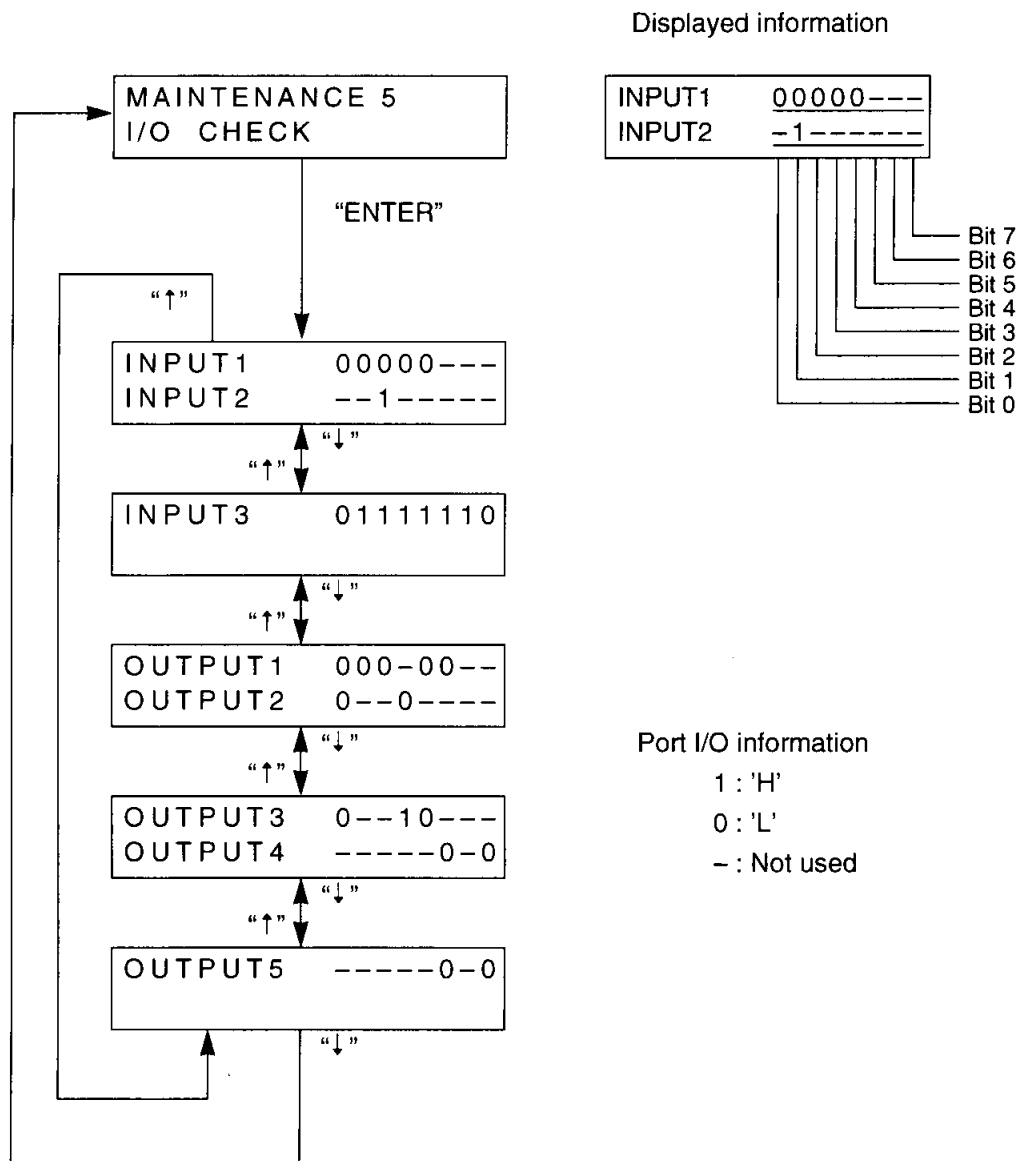 Displayed information
MAINTENANCE 5
I/O CHECK
INPUT1 00000---
INPUT2 -1------
"ENTER"
Bit 7
Bit 6
Bit 5
Bit 4
Bit 3
Bit 2
Bit 1
Bit 0
“↑”
INPUT1 00000---
INPUT2 --1-----
“↓”
“↑”
INPUT3 01111110
“↓”
“↑”
OUTPUT1 000-00--
OUTPUT2 0--0----
“↓”
“↑”
OUTPUT3 0--10---
OUTPUT4 -----0-0
“↓”
“↑”
OUTPUT5 -----0-0
“↓”
Port I/O information
1 : 'H'
0 : 'L'
– : Not used